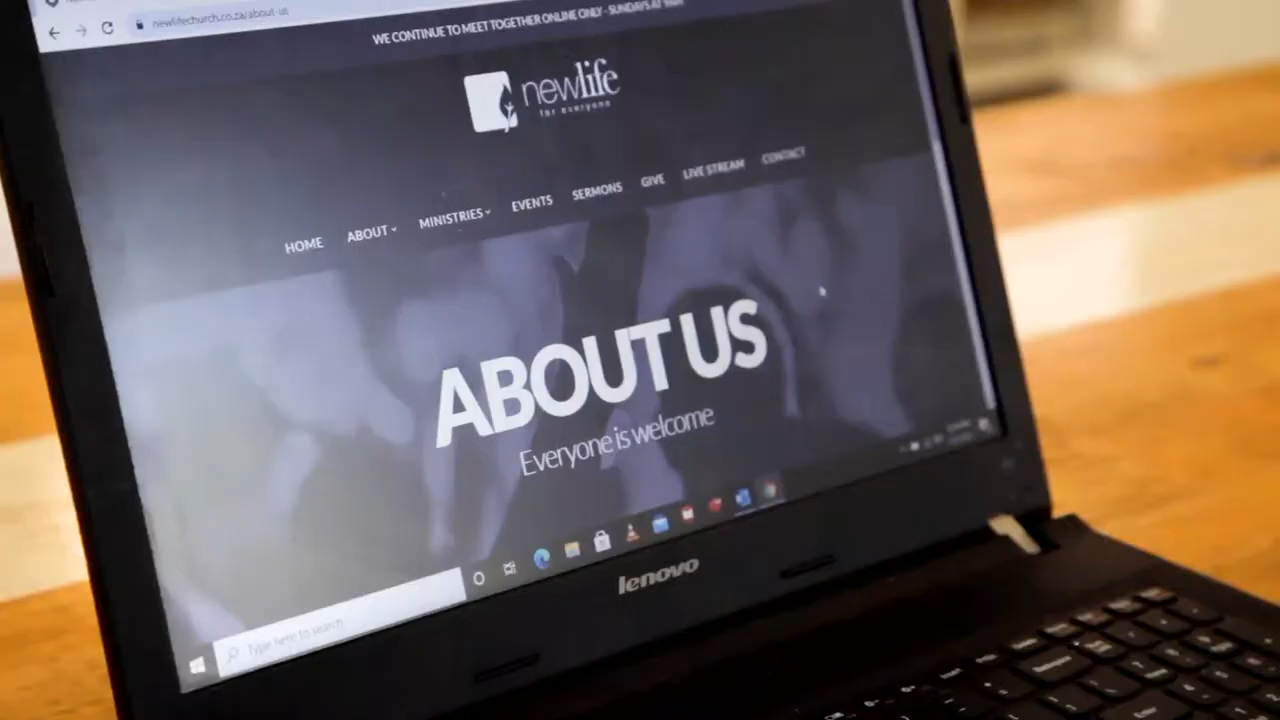 newlifechurch.co.za/about-us
WE CONTINUE TO MEET TOGETHER ONLINE ONLY - SUNDAYS AT
newlife
for everyone
HOME ABOUT MINISTRIES EVENTS SERMONS GIVE LIVE STREAM CONTACT
ABOUT US
Everyone is welcome
Type here to search
lenovo